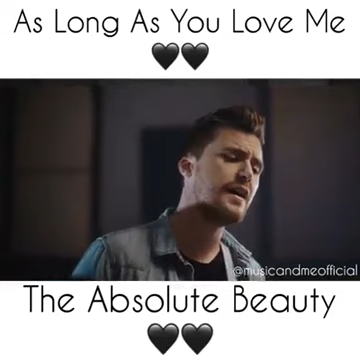 As Long As You Love Me
🖤🖤
@musicandmeofficial
The Absolute Beauty
🖤🖤